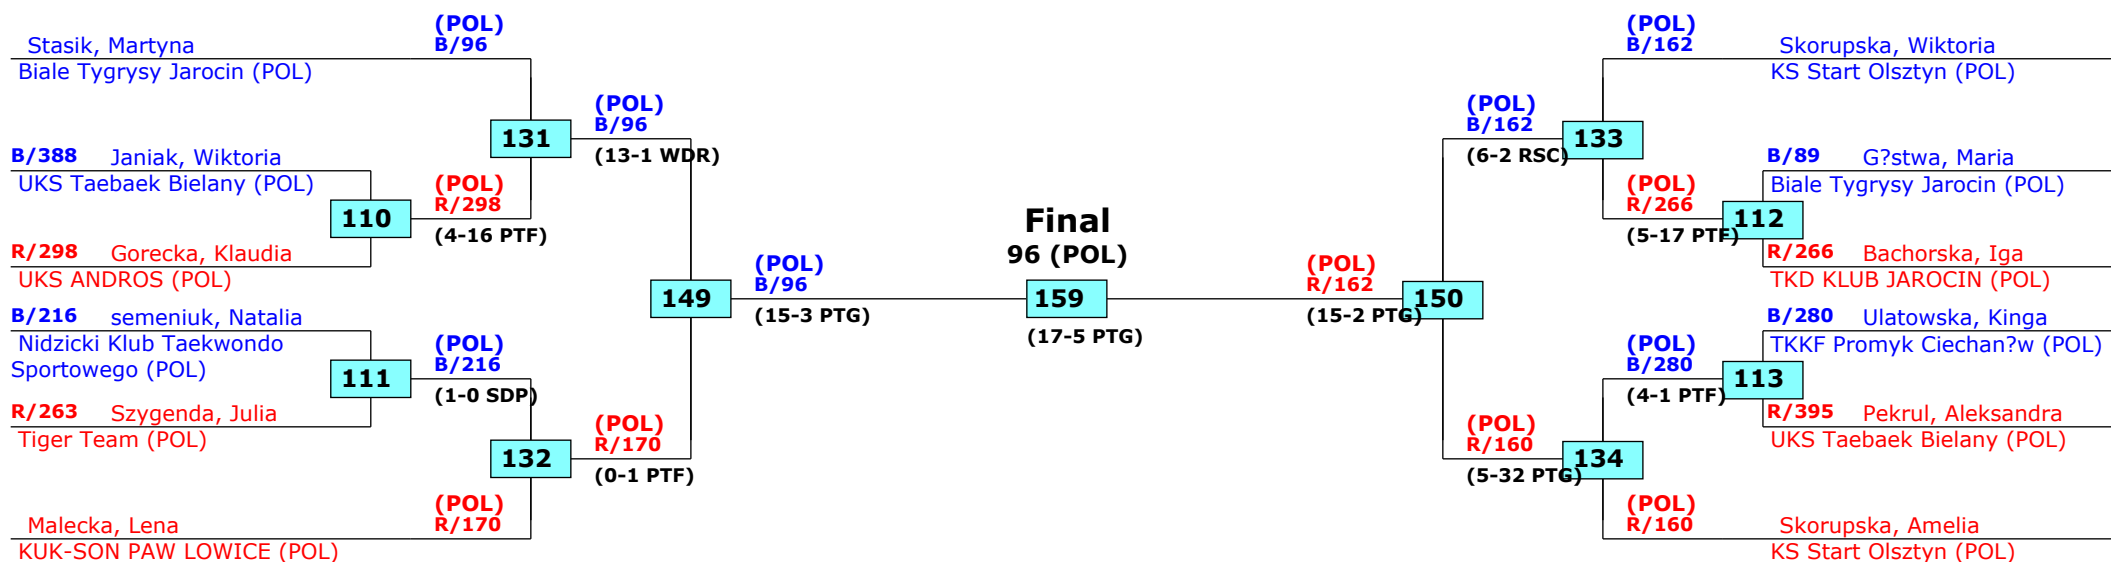 (POL)
B/96
Stasik, Martyna
Biale Tygrysy Jarocin (POL)
B/388 Janiak, Wiktoria
UKS Taebaek Bielany (POL)
110
R/298 Gorecka, Klaudia
UKS ANDROS (POL)
(POL)
R/298
(4-16 PTF)
131
(POL)
B/96
(13-1 WDR)
B/216 semeniuk, Natalia
Nidzicki Klub Taekwondo
Sportowego (POL)
111
R/263 Szygenda, Julia
Tiger Team (POL)
(POL)
B/216
(1-0 SDP)
132
(POL)
R/170
(0-1 PTF)
(POL)
R/170
Malecka, Lena
KUK-SON PAW LOWICE (POL)
149
(POL)
B/96
(15-3 PTG)
Final
96 (POL)
159
(17-5 PTG)
(POL)
R/162
(15-2 PTG)
150
(POL)
B/162
(6-2 RSC)
133
(POL)
B/162
Skorupska, Wiktoria
KS Start Olsztyn (POL)
(POL)
R/266
(5-17 PTF)
112
B/89 G?stwa, Maria
Biale Tygrysy Jarocin (POL)
R/266 Bachorska, Iga
TKD KLUB JAROCIN (POL)
(POL)
R/160
(5-32 PTG)
134
(POL)
B/280
(4-1 PTF)
113
B/280 Ulatowska, Kinga
TKKF Promyk Ciechan?w (POL)
R/395 Pekrul, Aleksandra
UKS Taebaek Bielany (POL)
(POL)
R/160
Skorupska, Amelia
KS Start Olsztyn (POL)